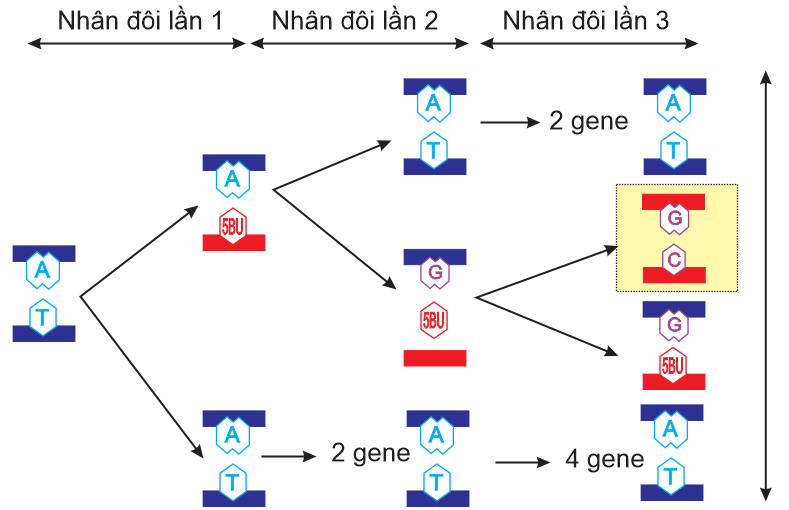 Nhân đôi lần 1
Nhân đôi lần 2
Nhân đôi lần 3
A
T
A
5BU
A
T
2 gene
A
T
G
5BU
G
C
G
5BU
A
T
2 gene
A
T
4 gene
A
T